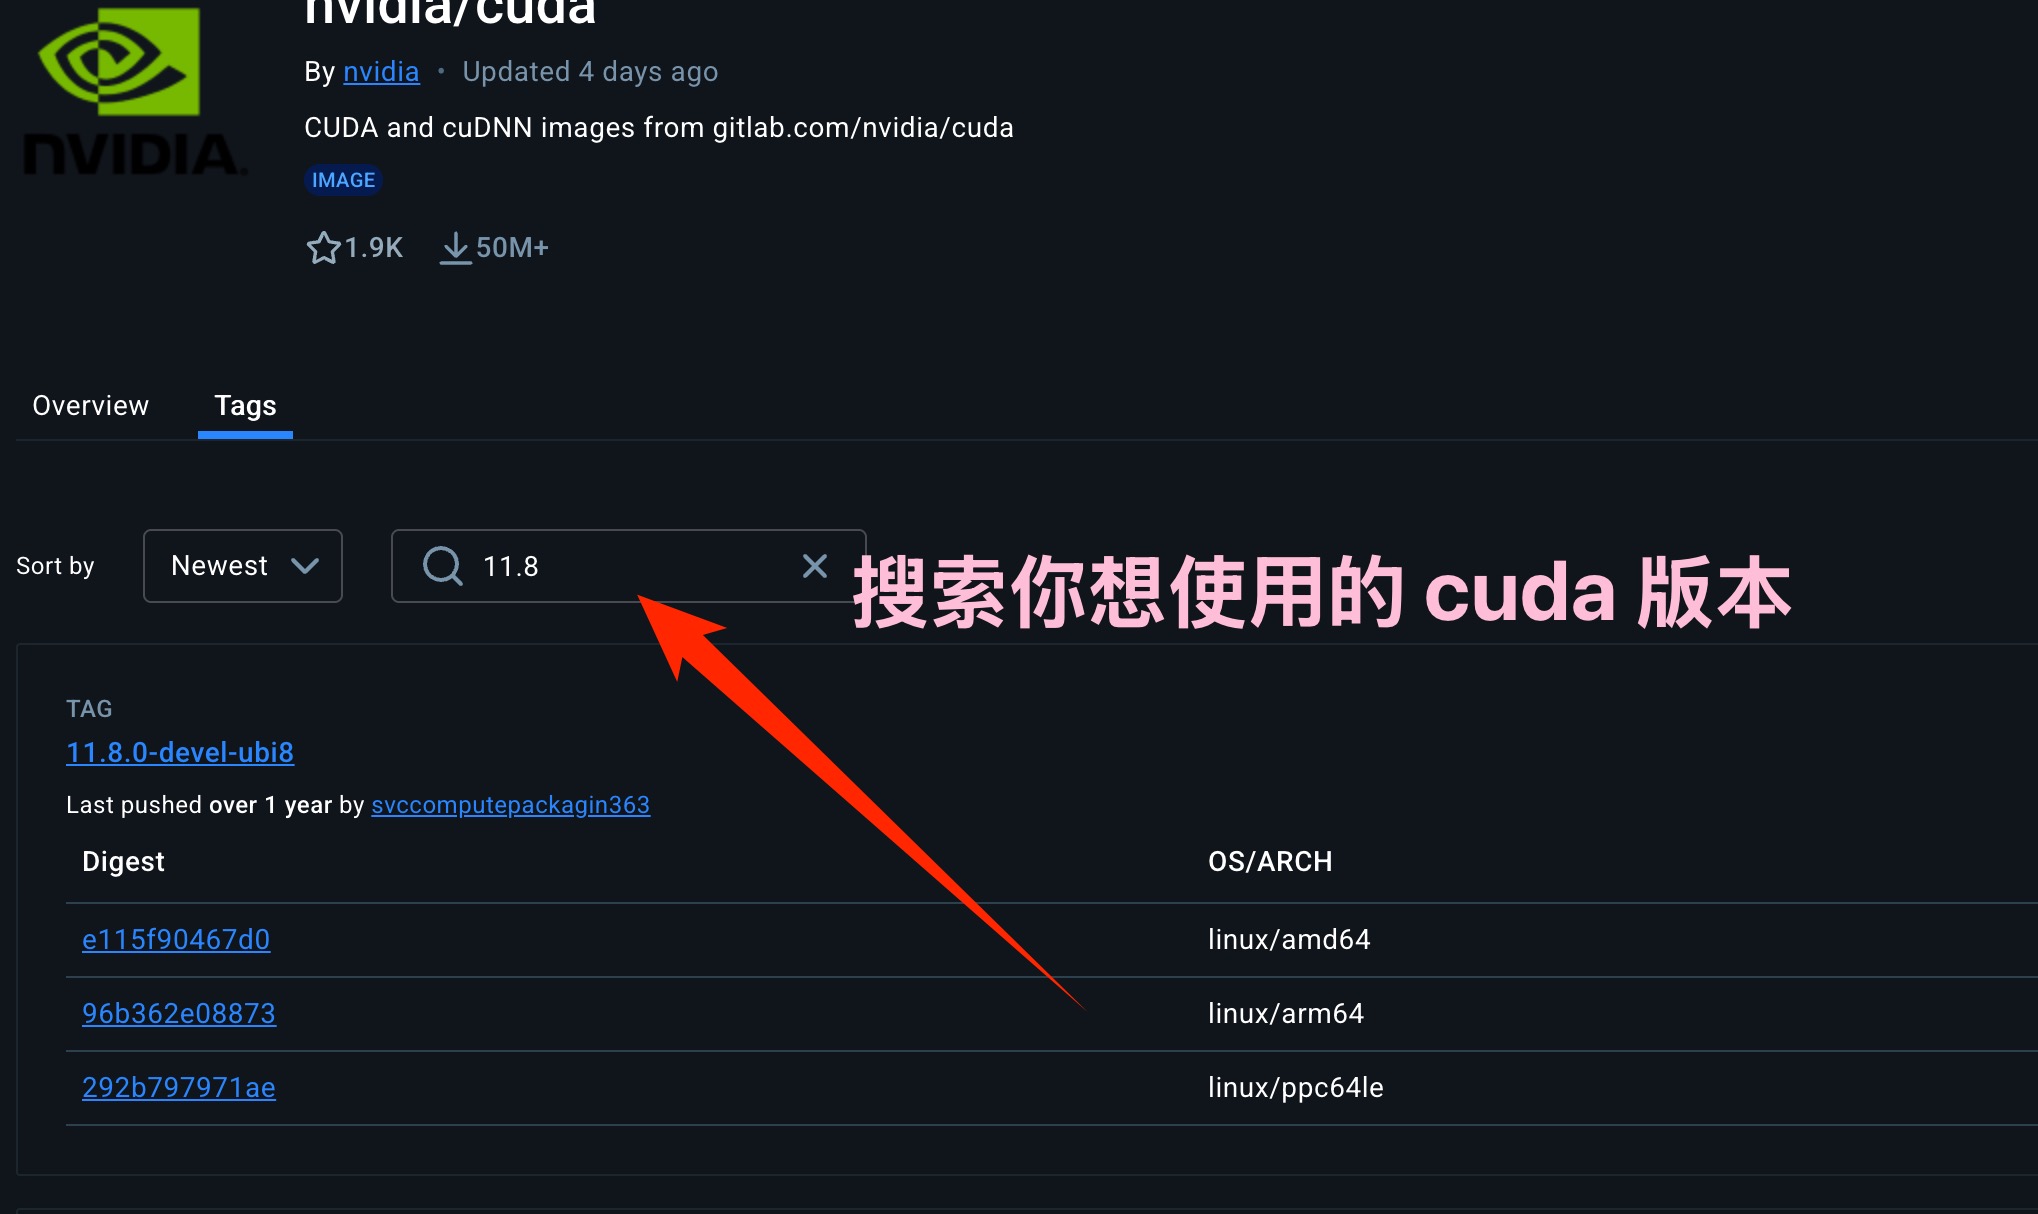 nvidia/cuda
By nvidia • Updated 4 days ago
CUDA and cuDNN images from gitlab.com/nvidia/cuda
NVIDIA.
IMAGE
1.9K 50M+
Overview Tags
Sort by Newest 11.8
搜索你想使用的 cuda 版本
TAG
11.8.0-devel-ubi8
Last pushed over 1 year by svccomputepackagin363
Digest OS/ARCH
e115f90467d0 linux/amd64
96b362e08873 linux/arm64
292b797971ae linux/ppc64le